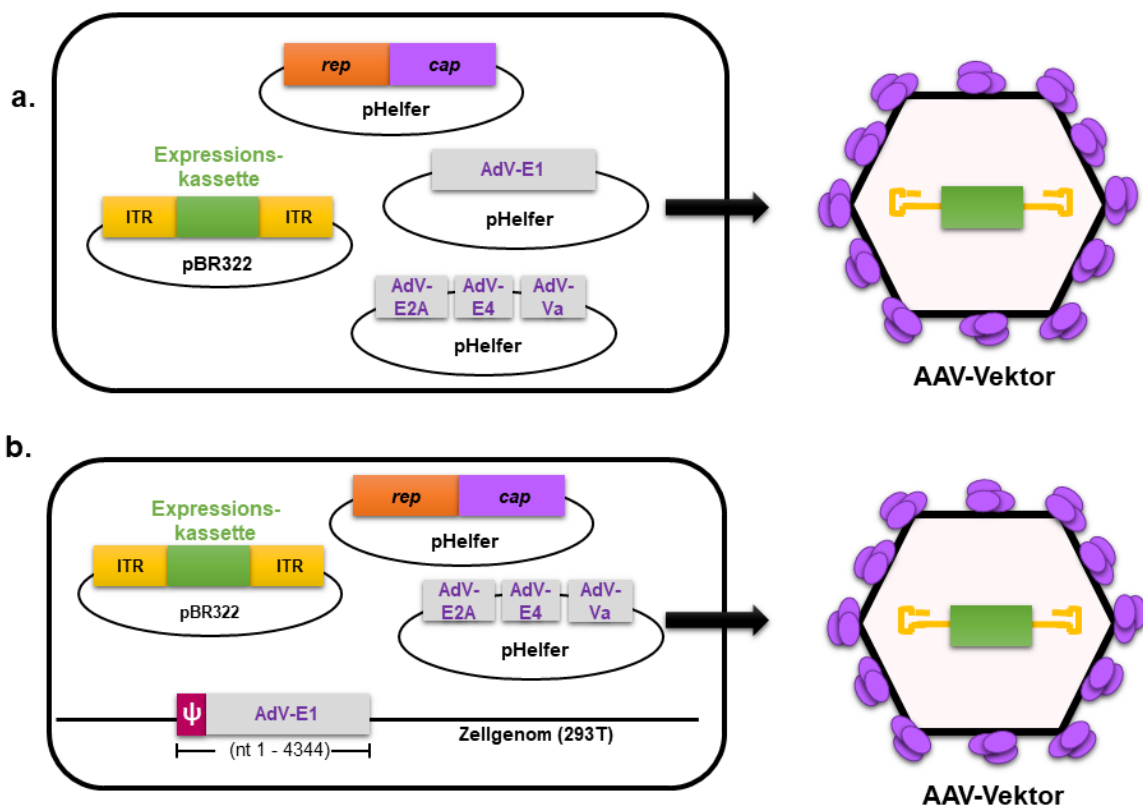 a.
rep cap
pHelfer
Expressions-
kassette
ITR ITR
pBR322
AdV-E1
pHelfer
AdV-
E2A
AdV-
E4
AdV-
Va
pHelfer
AAV-Vektor
b.
rep cap
pHelfer
Expressions-
kassette
ITR ITR
pBR322
AdV-
E2A
AdV-
E4
AdV-
Va
pHelfer
ψ AdV-E1
(nt 1 - 4344)
Zellgenom (293T)
AAV-Vektor